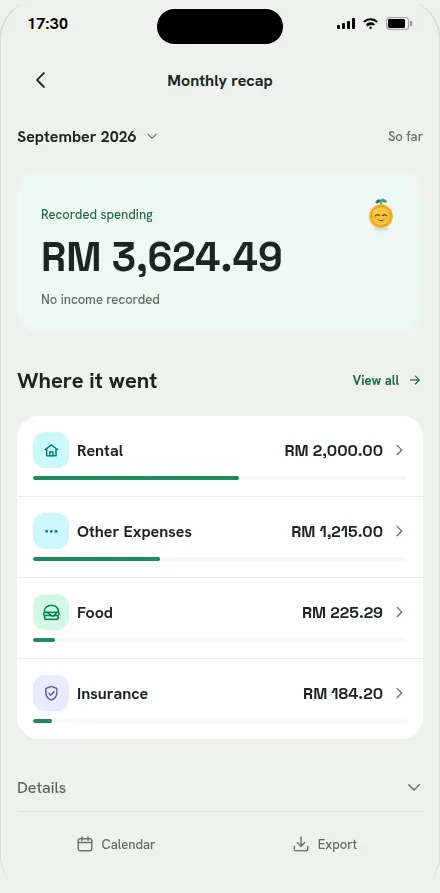 17:30
Monthly recap
September 2026
So far
Recorded spending
RM 3,624.49
No income recorded
Where it went
View all
Rental
RM 2,000.00
Other Expenses
RM 1,215.00
Food
RM 225.29
Insurance
RM 184.20
Details
Calendar
Export